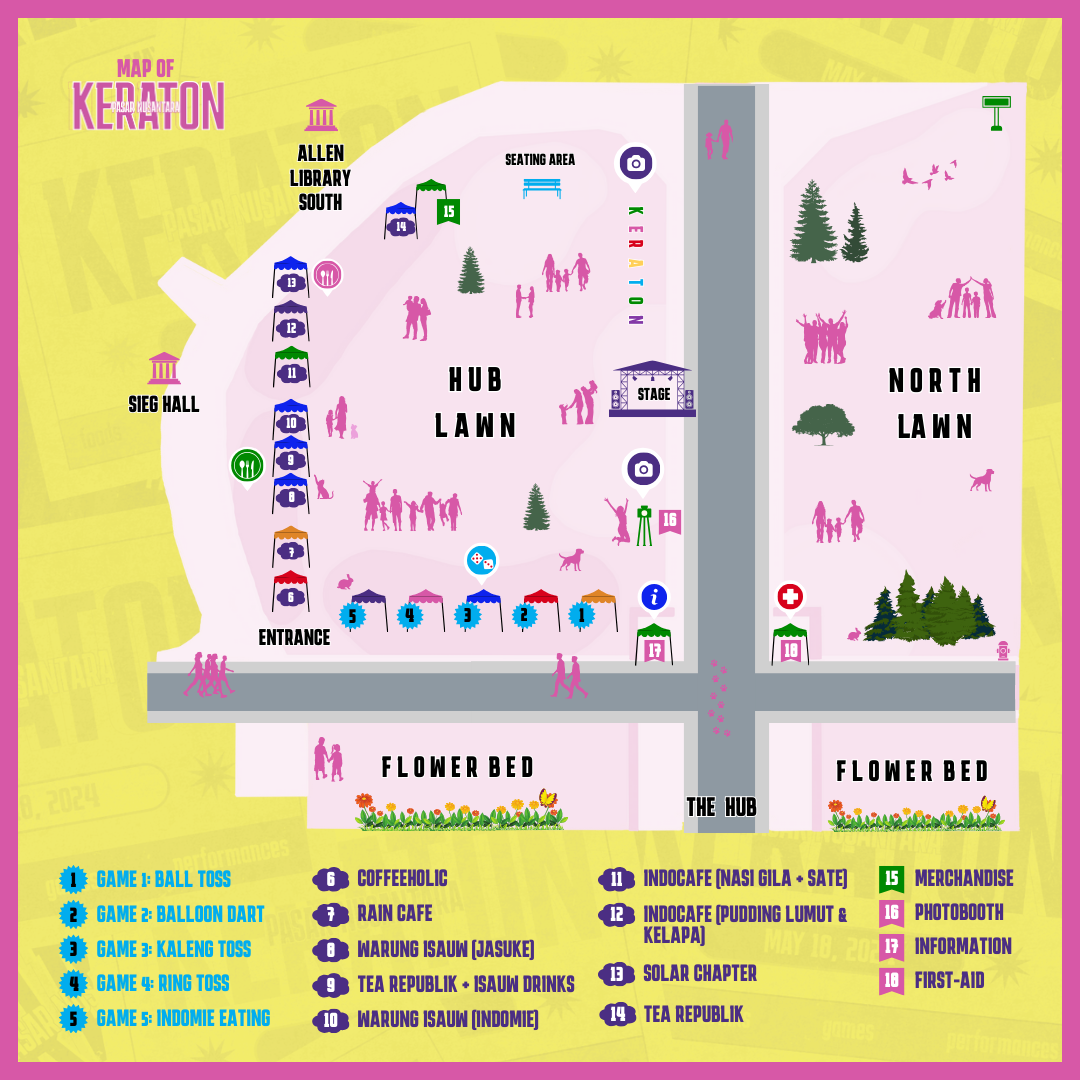 MAP OF
KERATON
PASAR NUSANTARA
ALLEN
LIBRARY
SOUTH
SEATING AREA
15
14
KERATON
13
12
11
SIEG HALL
10
9
8
7
6
HUB
LAWN
STAGE
NORTH
LAWN
16
5
4
3
2
1
i
17
18
ENTRANCE
FLOWER BED
FLOWER BED
THE HUB
1 GAME 1: BALL TOSS
2 GAME 2: BALLOON DART
3 GAME 3: KALENG TOSS
4 GAME 4: RING TOSS
5 GAME 5: INDOMIE EATING
6 COFFEEHOLIC
7 RAIN CAFE
8 WARUNG ISAUW (JASUKE)
9 TEA REPUBLIK + ISAUW DRINKS
10 WARUNG ISAUW (INDOMIE)
11 INDOCAFE (NASI GILA + SATE)
12 INDOCAFE (PUDDING LUMUT &
KELAPA)
13 SOLAR CHAPTER
14 TEA REPUBLIK
15 MERCHANDISE
16 PHOTOBOOTH
17 INFORMATION
18 FIRST-AID